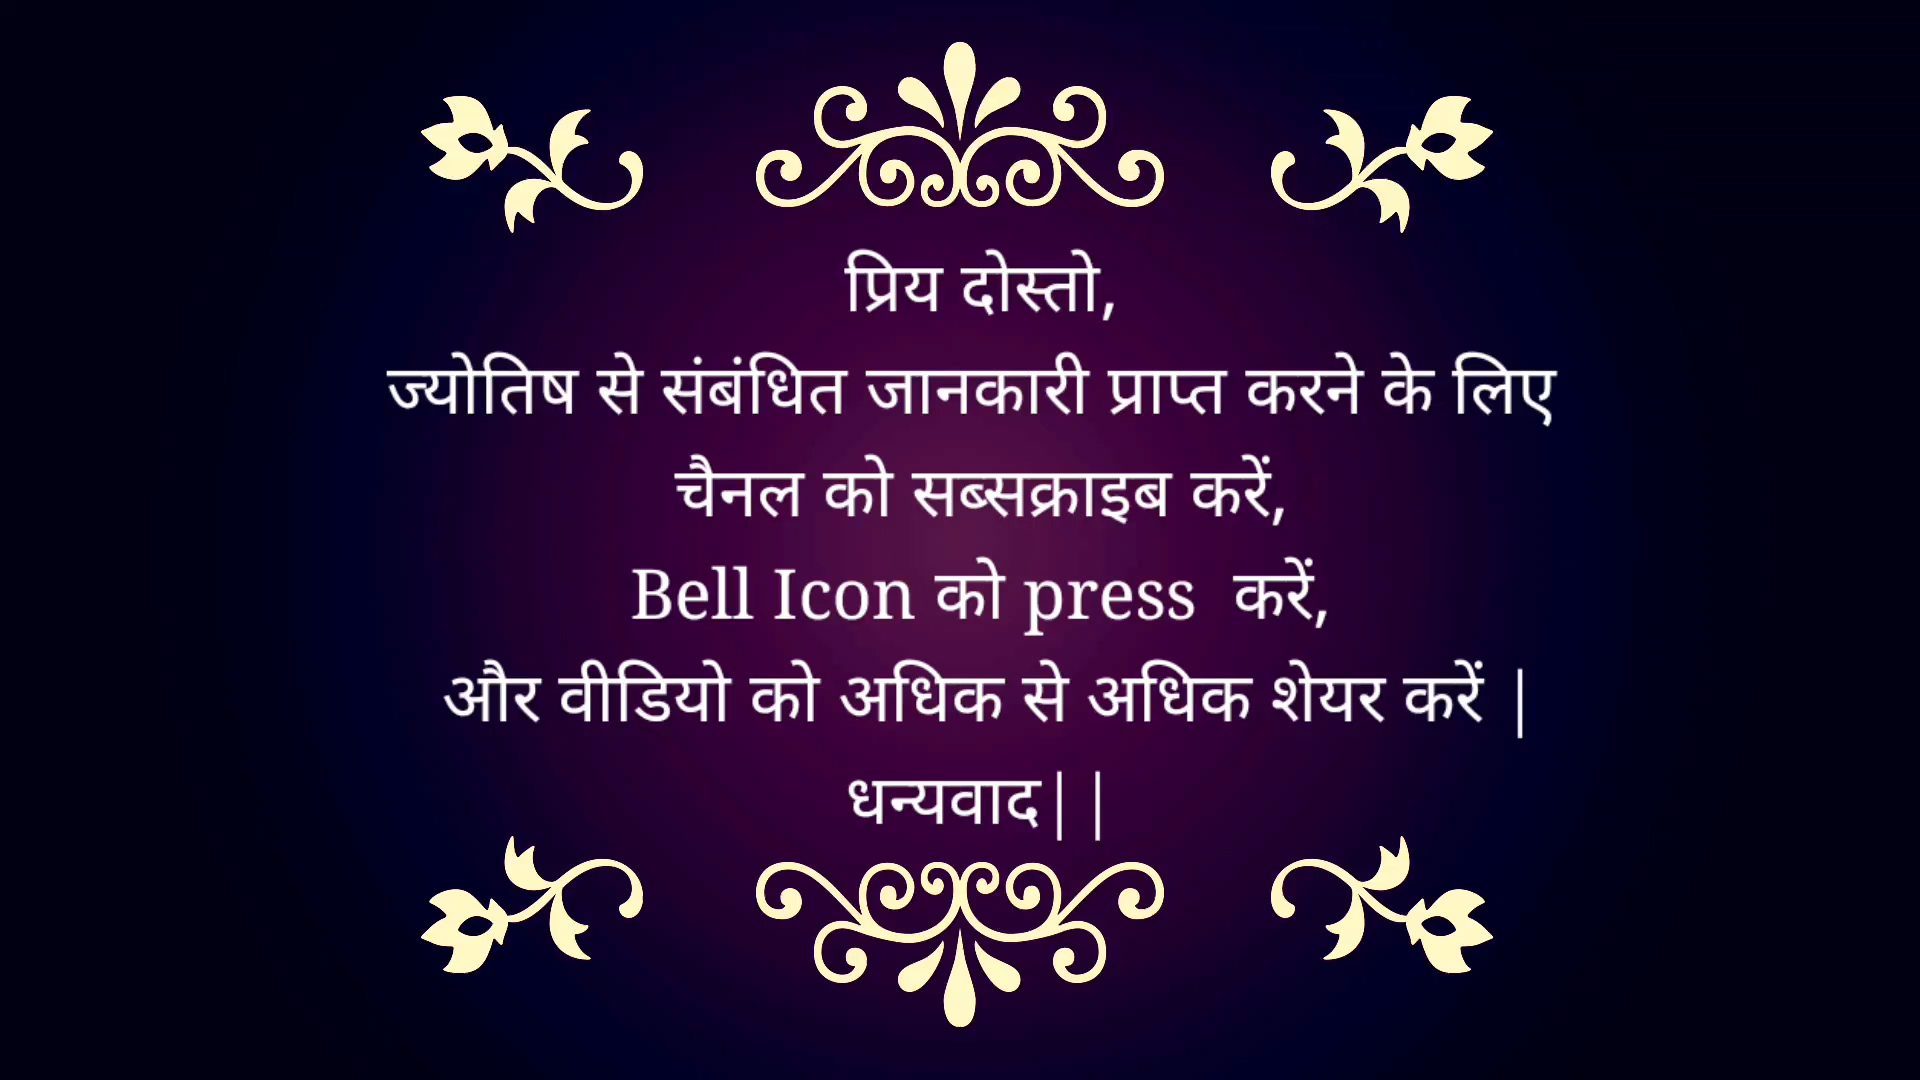 प्रिय दोस्तो,
ज्योतिष से संबंधित जानकारी प्राप्त करने के लिए
चैनल को सब्सक्राइब करें,
Bell Icon को press  करें,
और वीडियो को अधिक से अधिक शेयर करें |
धन्यवाद||